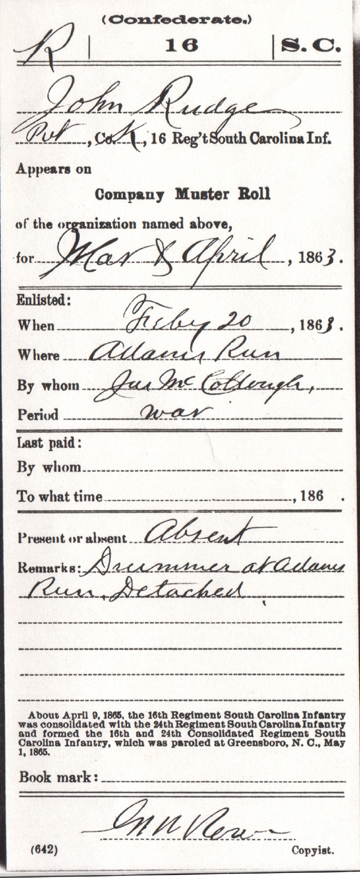 (Confederate.)
R | 16 | S.C.
John Rudge
Pvt, Co. K, 16 Reg't South Carolina Inf.
Appears on
Company Muster Roll
of the organization named above,
for Mar & April, 1863.
Enlisted:
When Feby 20, 1863.
Where Adams Run
By whom Jas McCollough,
Period war
Last paid:
By whom
To what time , 186 .
Present or absent Absent
Remarks: Drummer at Adams
Run, Detached
About April 9, 1865, the 16th Regiment South Carolina Infantry
was consolidated with the 24th Regiment South Carolina Infantry
and formed the 16th and 24th Consolidated Regiment South
Carolina Infantry, which was paroled at Greensboro, N. C., May
1, 1865.
Book mark:
(642) Copyist.